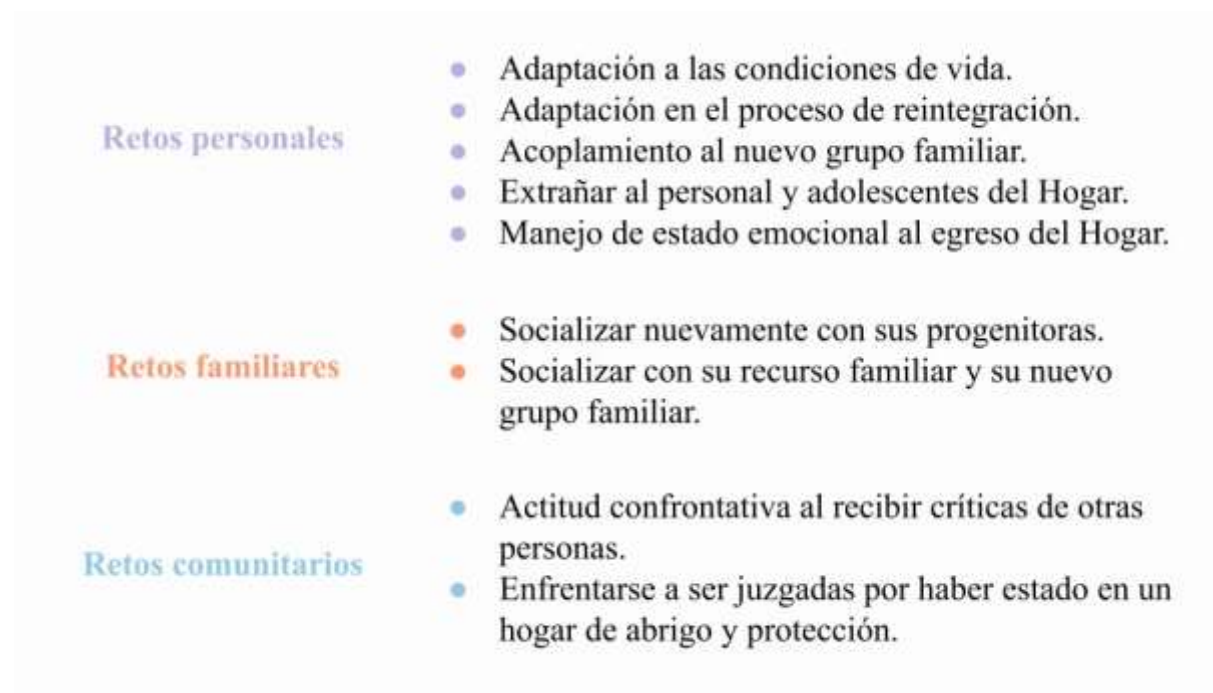 Retos personales
Adaptación a las condiciones de vida.
Adaptación en el proceso de reintegración.
Acoplamiento al nuevo grupo familiar.
Extrañar al personal y adolescentes del Hogar.
Manejo de estado emocional al egreso del Hogar.
Retos familiares
Socializar nuevamente con sus progenitoras.
Socializar con su recurso familiar y su nuevo
grupo familiar.
Retos comunitarios
Actitud confrontativa al recibir críticas de otras
personas.
Enfrentarse a ser juzgadas por haber estado en un
hogar de abrigo y protección.